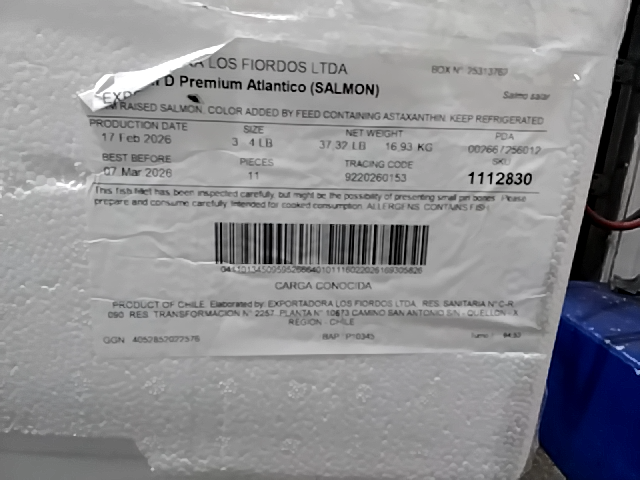 LOS FIORDOS LTDA
BOX N° 25313767
D Premium Atlantico (SALMON)
Salmo salar
RAISED SALMON. COLOR ADDED BY FEED CONTAINING ASTAXANTHIN. KEEP REFRIGERATED
PRODUCTION DATE SIZE NET WEIGHT PDA
17 Feb 2026 3 4 LB 37.32 LB 16.93 KG 00266/256012
BEST BEFORE PIECES TRACING CODE SKU
07 Mar 2026 11 9220260153 1112830
This fish fillet has been inspected carefully, but might be the possibility of presenting small pin bones. Please
prepare and consume carefully. Intended for cooked consumption. ALLERGENS: CONTAINS FISH.
CARGA CONOCIDA
PRODUCT OF CHILE. Elaborated by: EXPORTADORA LOS FIORDOS LTDA. RES. SANITARIA N° C-R.
090 RES. TRANSFORMACION N° 2257. PLANTA N° 10673 CAMINO SAN ANTONIO S/N - QUELLON - X
REGION - CHILE
GGN 4052852027576